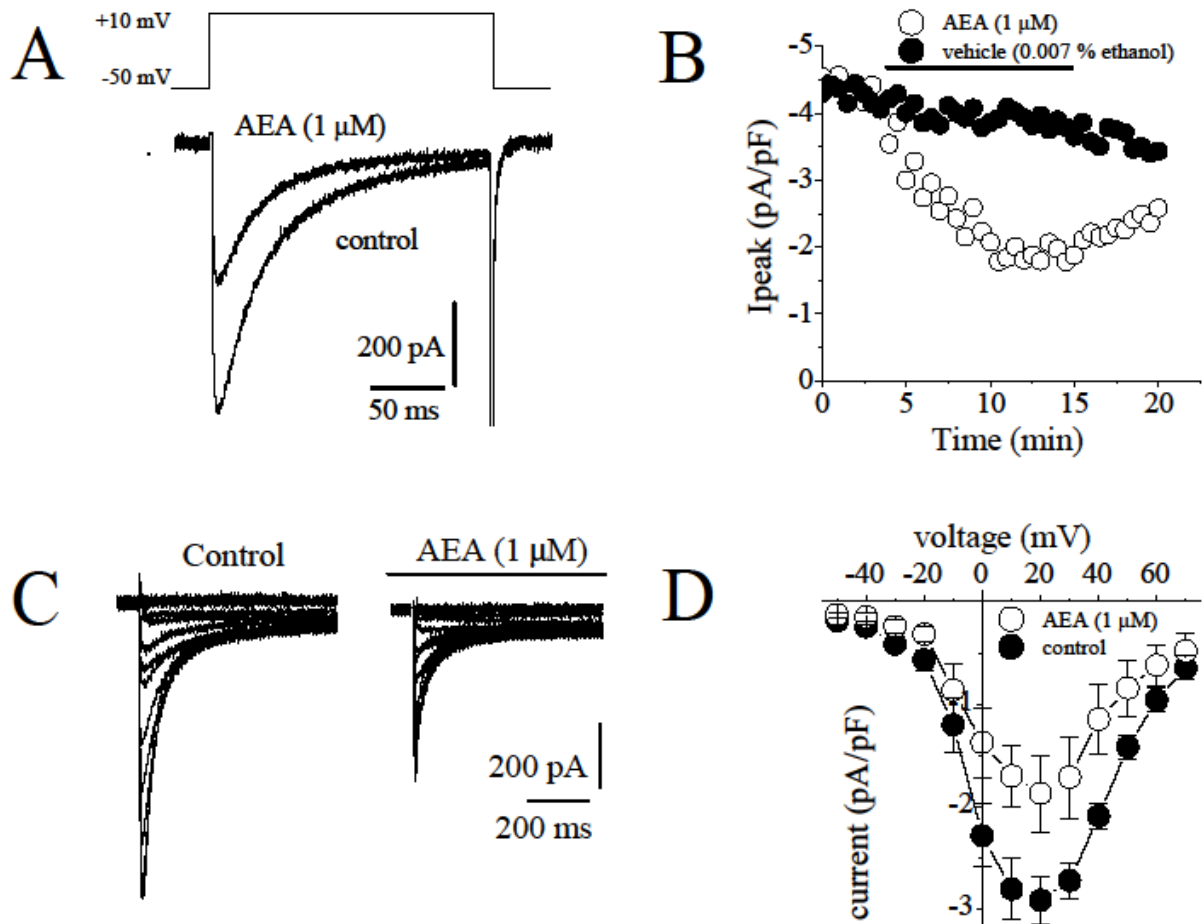 A
+10 mV
-50 mV
AEA (1 μM)
control
200 pA
50 ms
B
AEA (1 μM)
vehicle (0.007 % ethanol)
-5
-4
-3
-2
-1
0
Ipeak (pA/pF)
0 5 10 15 20
Time (min)
C
Control
AEA (1 μM)
200 pA
200 ms
D
voltage (mV)
-40 -20 0 20 40 60
AEA (1 μM)
control
-1
-2
-3
current (pA/pF)